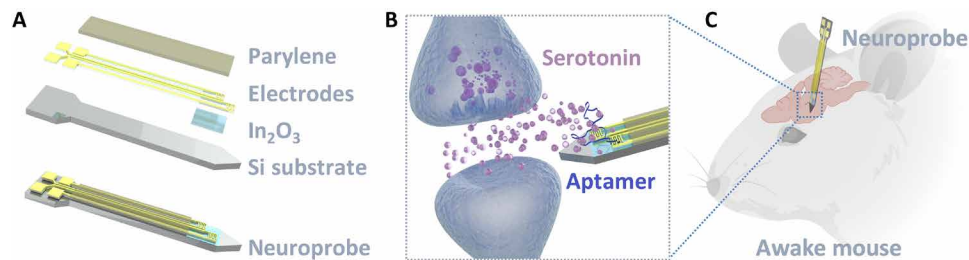 A
Parylene
Electrodes
In₂O₃
Si substrate
Neuroprobe
B
Serotonin
Aptamer
C
Neuroprobe
Awake mouse